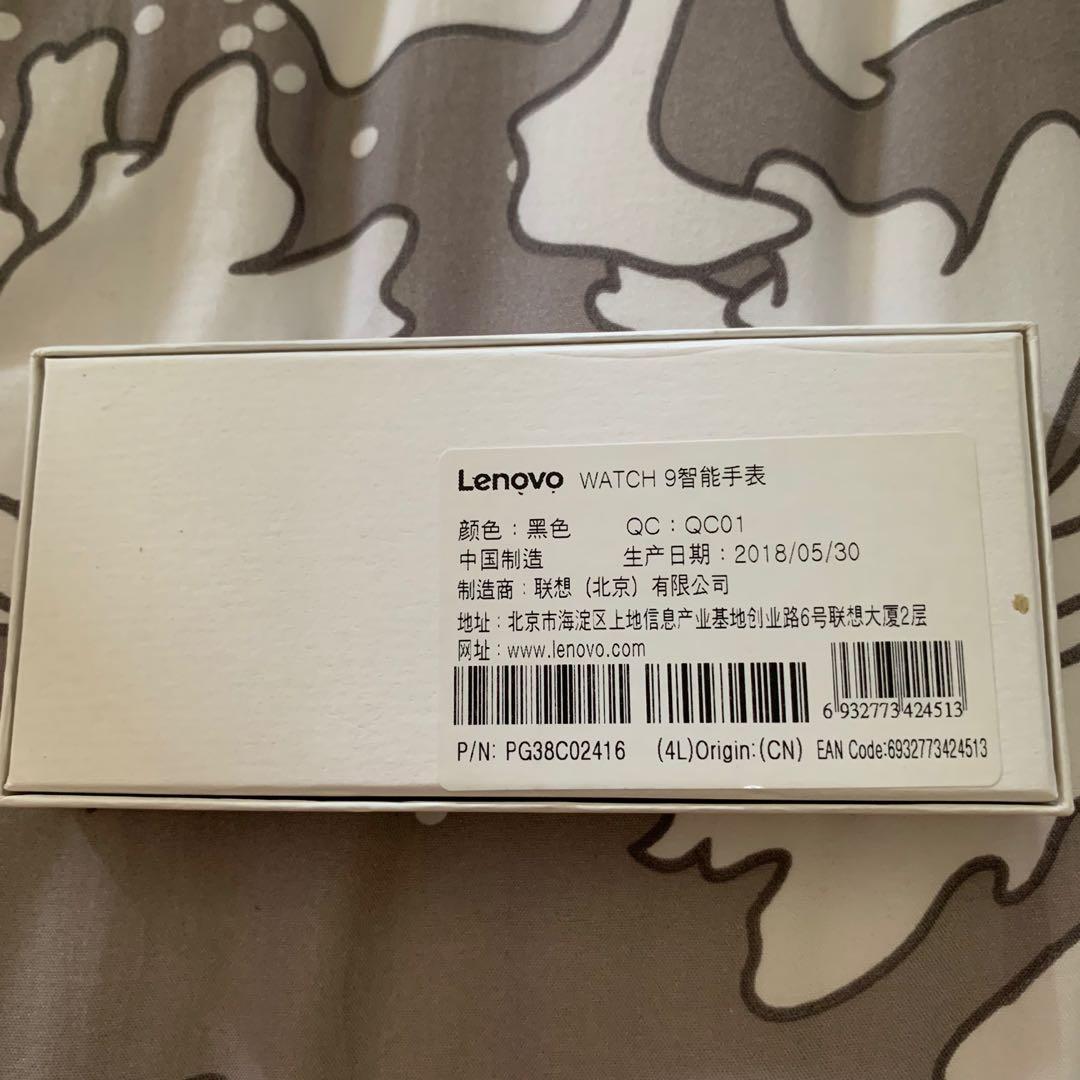 Lenovo WATCH 9智能手表
颜色：黑色 QC：QC01
中国制造 生产日期：2018/05/30
制造商：联想（北京）有限公司
地址：北京市海淀区上地信息产业基地创业路6号联想大厦2层
网址：www.lenovo.com
6 932773 424513
P/N: PG38C02416 (4L)Origin:(CN) EAN Code:6932773424513